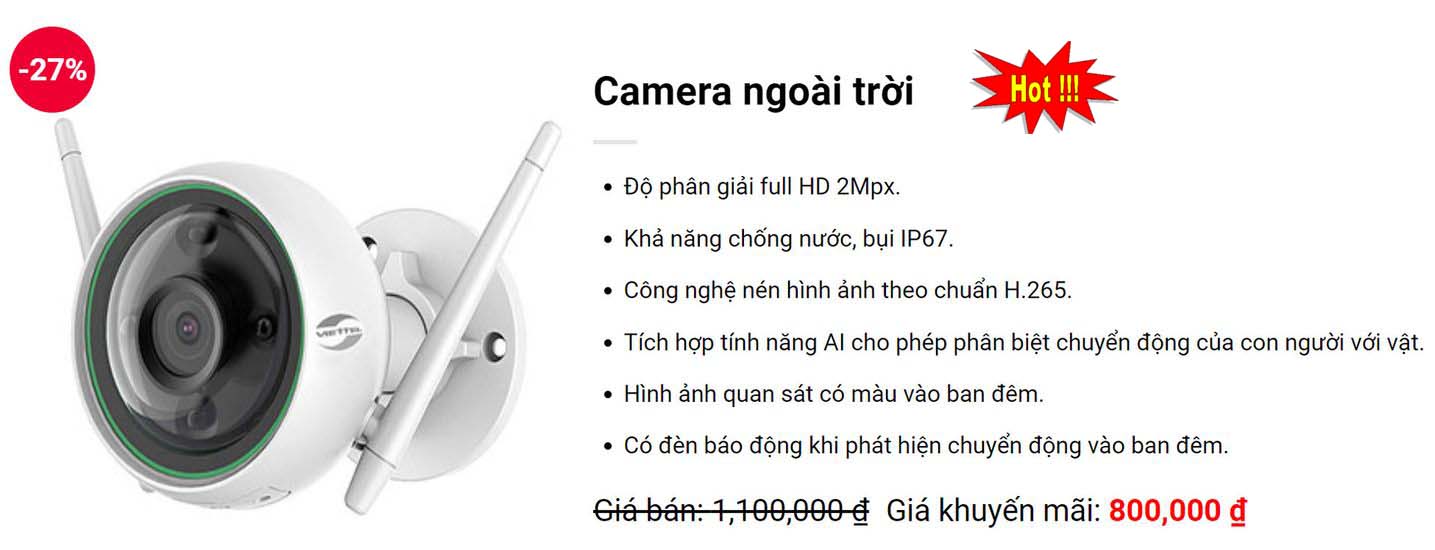 -27%
Camera ngoài trời
Hot !!!
Độ phân giải full HD 2Mpx.
Khả năng chống nước, bụi IP67.
Công nghệ nén hình ảnh theo chuẩn H.265.
Tích hợp tính năng AI cho phép phân biệt chuyển động của con người với vật.
VIETTEL
Hình ảnh quan sát có màu vào ban đêm.
Có đèn báo động khi phát hiện chuyển động vào ban đêm.
Giá bán: 1,100,000 ₫ Giá khuyến mãi: 800,000 ₫